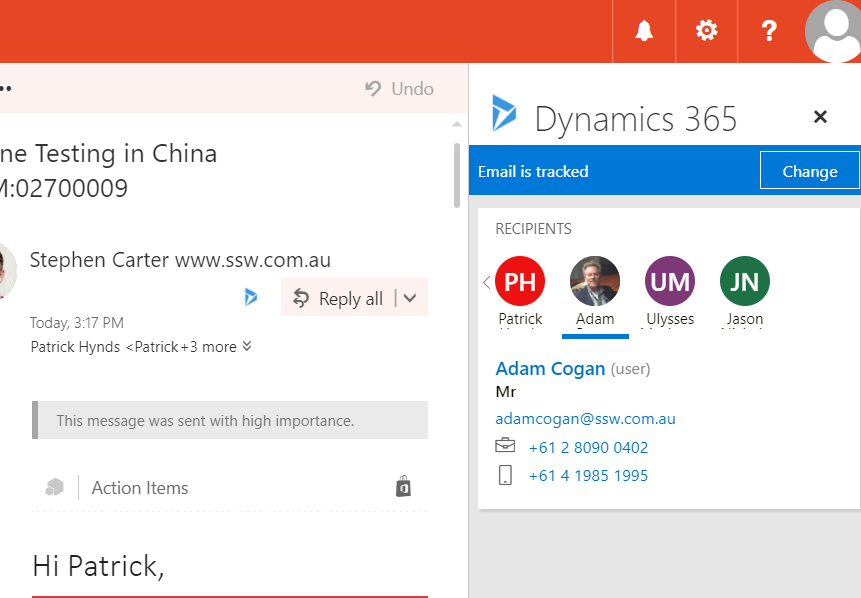 Undo
ne Testing in China
M:02700009
Stephen Carter www.ssw.com.au
Reply all
Today, 3:17 PM
Patrick Hynds <Patrick +3 more
This message was sent with high importance.
Action Items
Hi Patrick,
?
Dynamics 365
Email is tracked
Change
RECIPIENTS
PH
UM
JN
Patrick
Adam
Ulysses
Jason
Adam Cogan (user)
Mr
adamcogan@ssw.com.au
+61 2 8090 0402
+61 4 1985 1995